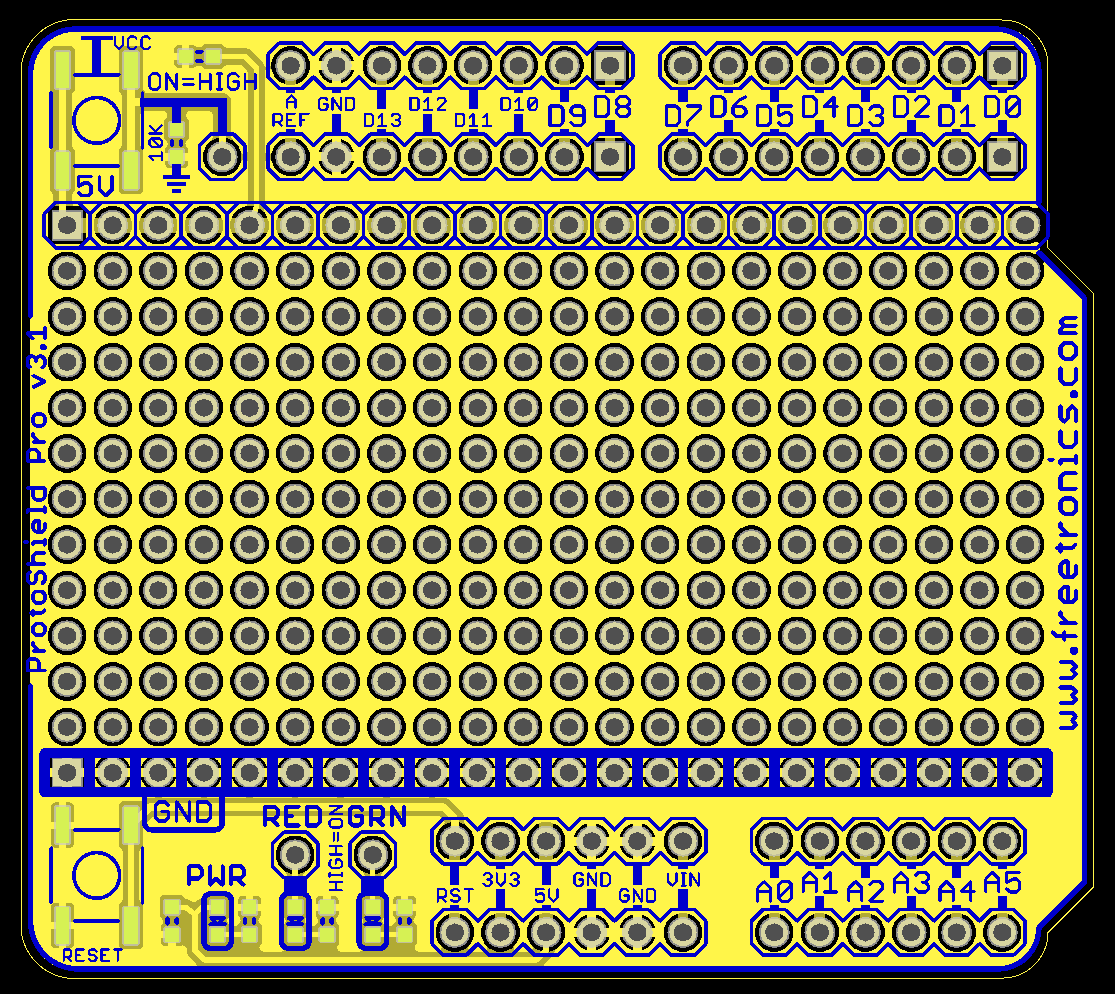 VCC
ON=HIGH
10K
5V
A
REF
GND
D13
D12
D11
D10
D9
D8
D7
D6
D5
D4
D3
D2
D1
D0
ProtoShield Pro v3.1
www.freetronics.com
GND
RED
HIGH=ON
GRN
PWR
RESET
RST
3V3
5V
GND
GND
VIN
A0
A1
A2
A3
A4
A5